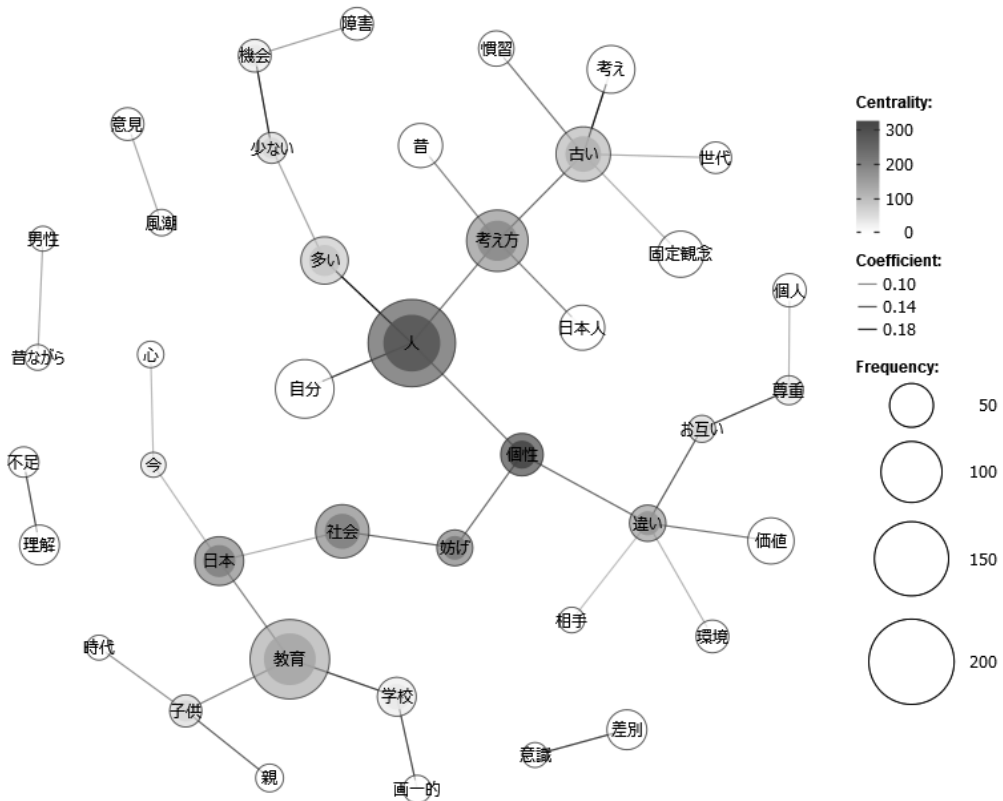 障害
機会
慣習
考え
意見
少ない
昔
古い
世代
風潮
男性
多い
考え方
固定観念
個人
日本人
人
昔ながら
心
自分
尊重
お互い
不足
今
個性
違い
価値
理解
社会
妨げ
日本
相手
環境
時代
教育
子供
学校
差別
意識
親
画一的
Centrality:
300
200
100
0
Coefficient:
0.10
0.14
0.18
Frequency:
50
100
150
200